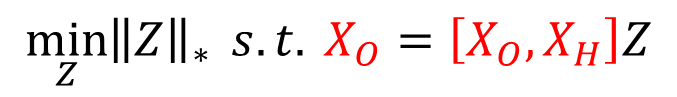 min‖Z‖∗ s.t. X_O = [X_O, X_H]Z
Z